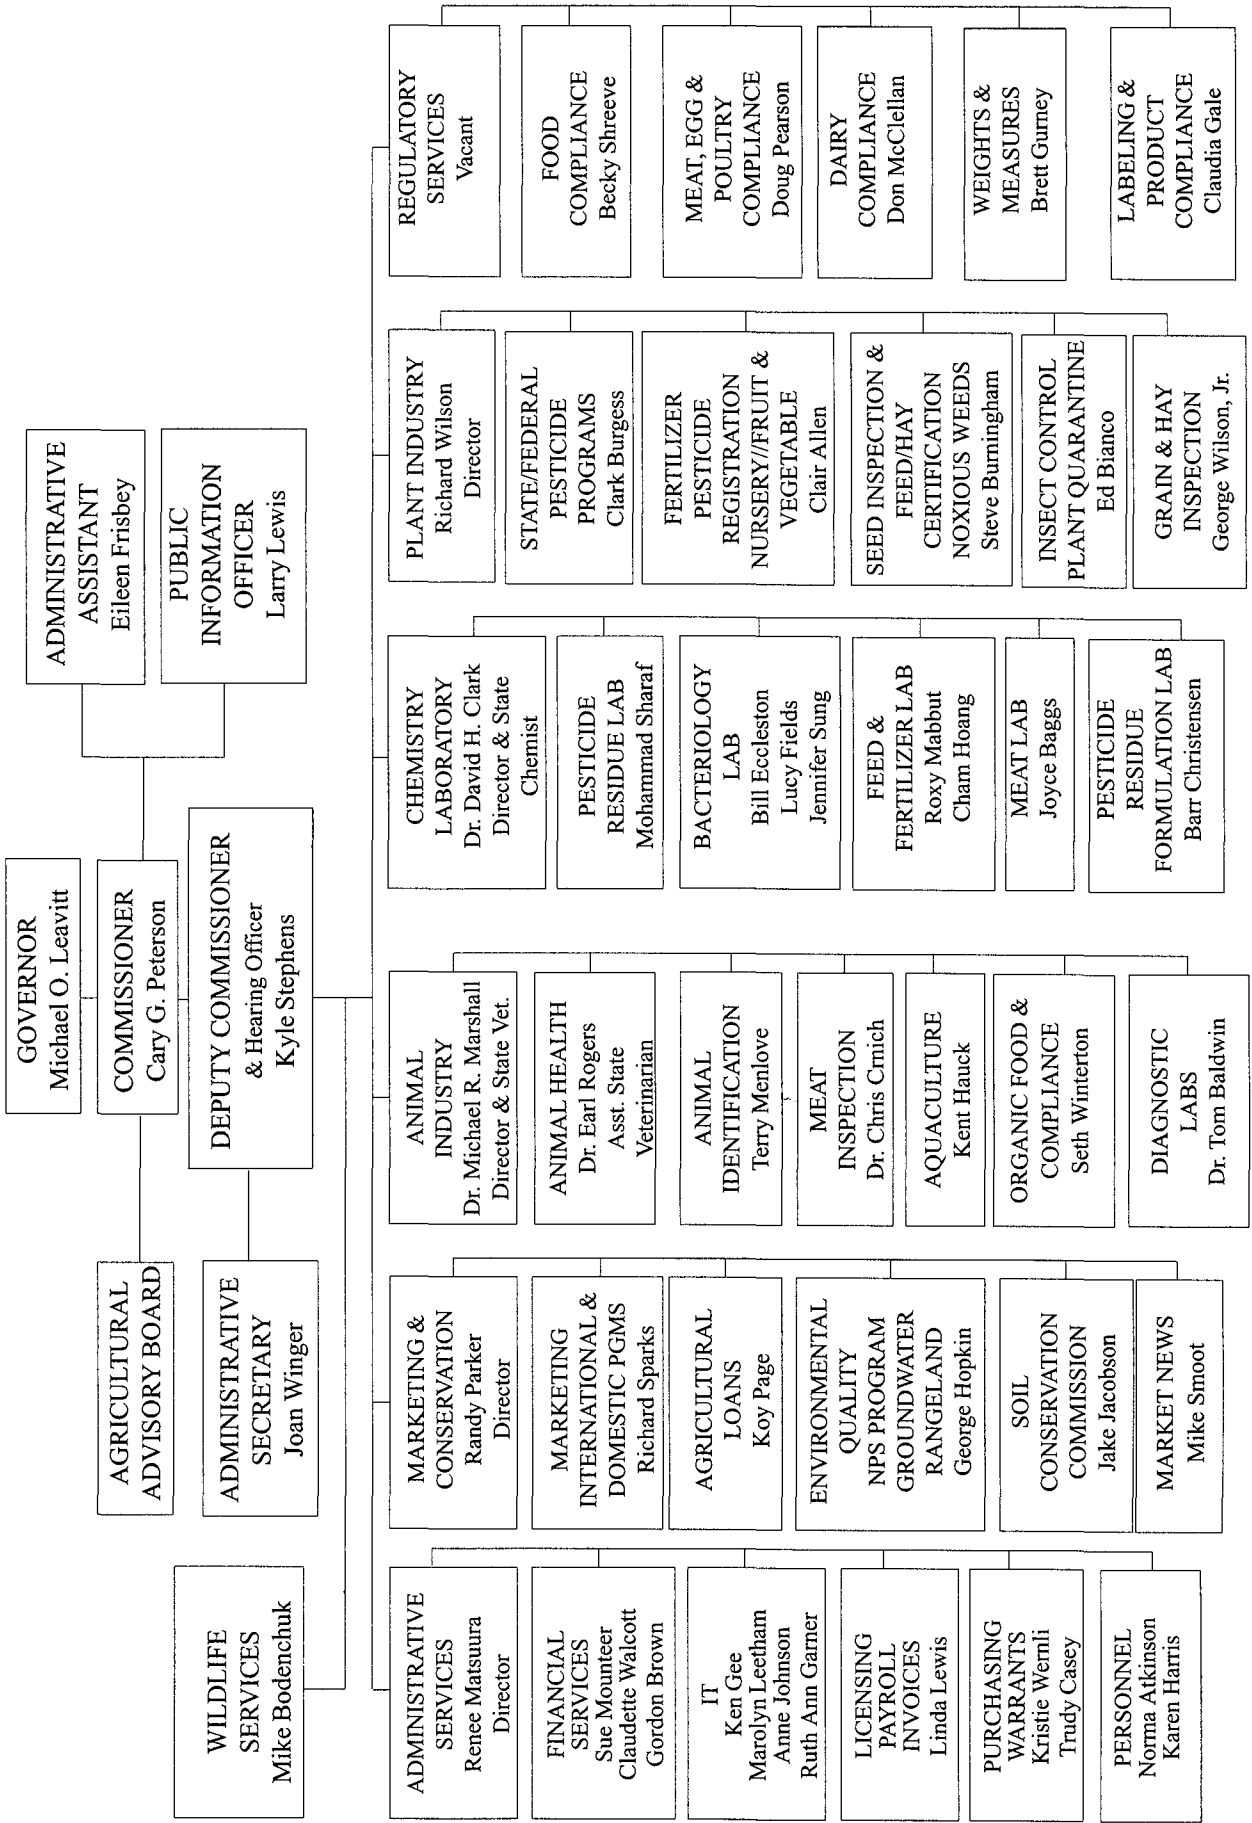 GOVERNOR
Michael O. Leavitt
COMMISSIONER
Cary G. Peterson
AGRICULTURAL
ADVISORY BOARD
ADMINISTRATIVE
ASSISTANT
Eileen Frisbey
PUBLIC
INFORMATION
OFFICER
Larry Lewis
DEPUTY COMMISSIONER
& Hearing Officer
Kyle Stephens
ADMINISTRATIVE
SECRETARY
Joan Winger
WILDLIFE
SERVICES
Mike Bodenchuk
ADMINISTRATIVE
SERVICES
Renee Matsuura
Director
FINANCIAL
SERVICES
Sue Mounteer
Claudette Walcott
Gordon Brown
IT
Ken Gee
Marolyn Leetham
Anne Johnson
Ruth Ann Garner
LICENSING
PAYROLL
INVOICES
Linda Lewis
PURCHASING
WARRANTS
Kristie Wernli
Trudy Casey
PERSONNEL
Norma Atkinson
Karen Harris
MARKETING &
CONSERVATION
Randy Parker
Director
MARKETING
INTERNATIONAL &
DOMESTIC PGMS
Richard Sparks
AGRICULTURAL
LOANS
Koy Page
ENVIRONMENTAL
QUALITY
NPS PROGRAM
GROUNDWATER
RANGELAND
George Hopkin
SOIL
CONSERVATION
COMMISSION
Jake Jacobson
MARKET NEWS
Mike Smoot
ANIMAL
INDUSTRY
Dr. Michael R. Marshall
Director & State Vet.
ANIMAL HEALTH
Dr. Earl Rogers
Asst. State
Veterinarian
ANIMAL
IDENTIFICATION
Terry Menlove
MEAT
INSPECTION
Dr. Chris Crnich
AQUACULTURE
Kent Hauck
ORGANIC FOOD &
COMPLIANCE
Seth Winterton
DIAGNOSTIC
LABS
Dr. Tom Baldwin
CHEMISTRY
LABORATORY
Dr. David H. Clark
Director & State
Chemist
PESTICIDE
RESIDUE LAB
Mohammad Sharaf
BACTERIOLOGY
LAB
Bill Eccleston
Lucy Fields
Jennifer Sung
FEED &
FERTILIZER LAB
Roxy Mabbut
Cham Hoang
MEAT LAB
Joyce Baggs
PESTICIDE
RESIDUE
FORMULATION LAB
Barr Christensen
PLANT INDUSTRY
Richard Wilson
Director
STATE/FEDERAL
PESTICIDE
PROGRAMS
Clark Burgess
FERTILIZER
PESTICIDE
REGISTRATION
NURSERY//FRUIT &
VEGETABLE
Clair Allen
SEED INSPECTION &
FEED/HAY
CERTIFICATION
NOXIOUS WEEDS
Steve Burningham
INSECT CONTROL
PLANT QUARANTINE
Ed Bianco
GRAIN & HAY
INSPECTION
George Wilson, Jr.
REGULATORY
SERVICES
Vacant
FOOD
COMPLIANCE
Becky Shreeve
MEAT, EGG &
POULTRY
COMPLIANCE
Doug Pearson
DAIRY
COMPLIANCE
Don McClellan
WEIGHTS &
MEASURES
Brett Gurney
LABELING &
PRODUCT
COMPLIANCE
Claudia Gale